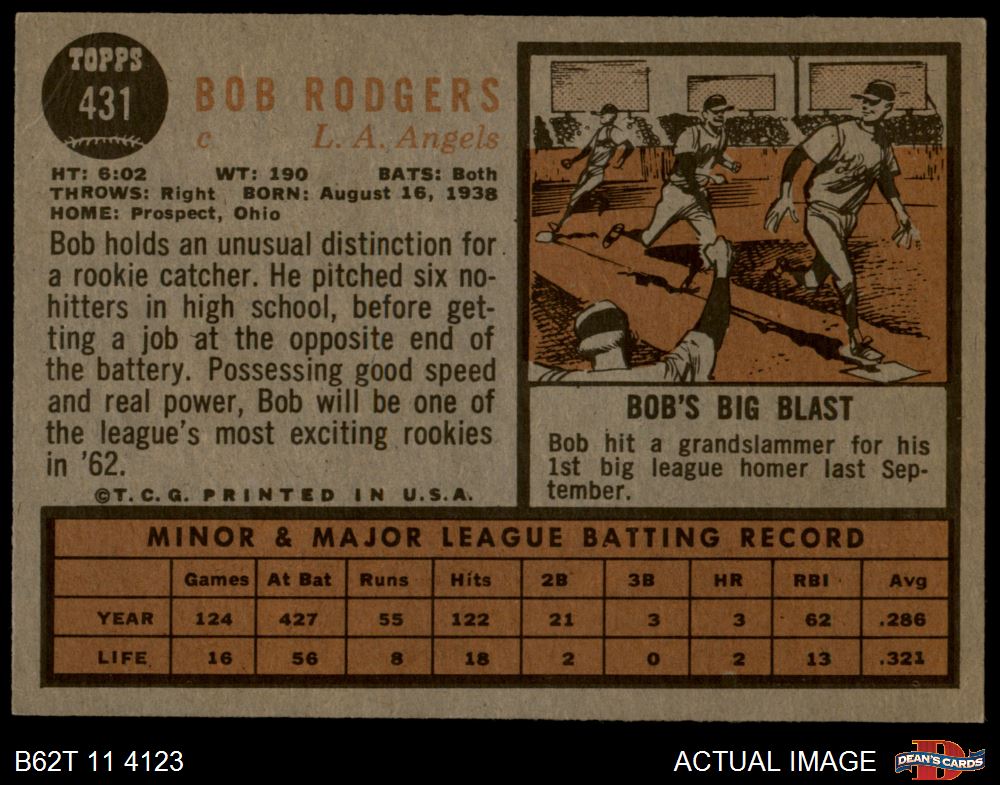 TOPPS
431
BOB RODGERS
c L. A. Angels
HT: 6:02 WT: 190 BATS: Both
THROWS: Right BORN: August 16, 1938
HOME: Prospect, Ohio
Bob holds an unusual distinction for
a rookie catcher. He pitched six no-
hitters in high school, before get-
ting a job at the opposite end of
the battery. Possessing good speed
and real power, Bob will be one of
the league's most exciting rookies
in '62.
©T. C. G. PRINTED IN U.S.A.
BOB'S BIG BLAST
Bob hit a grandslammer for his
1st big league homer last Sep-
tember.
MINOR & MAJOR LEAGUE BATTING RECORD
Games At Bat Runs Hits 2B 3B HR RBI Avg
YEAR 124 427 55 122 21 3 3 62 .286
LIFE 16 56 8 18 2 0 2 13 .321
B62T 11 4123
ACTUAL IMAGE
DEAN'S CARDS